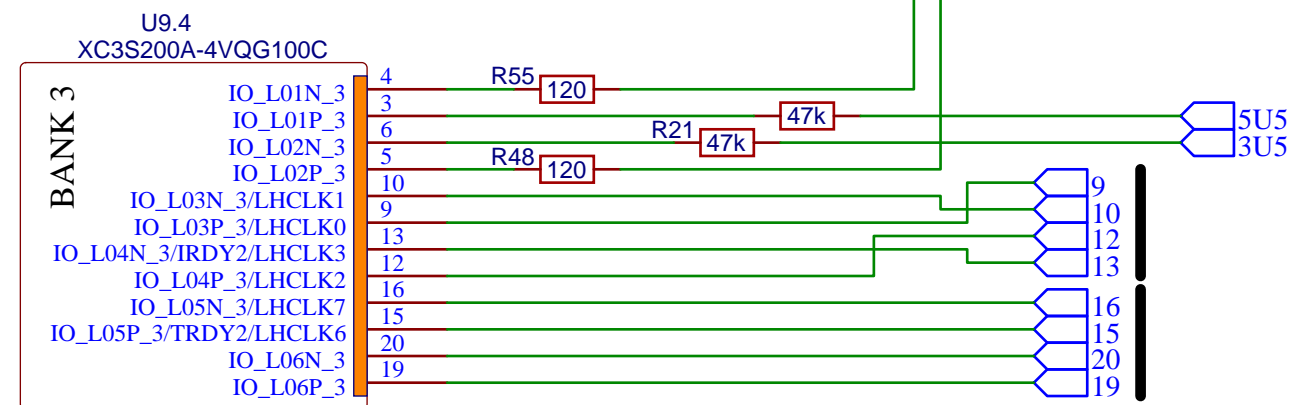 U9.4
XC3S200A-4VQG100C
BANK 3
IO_L01N_3 4 R55 120
IO_L01P_3 3 47k 5U5
IO_L02N_3 6 R21 47k 3U5
IO_L02P_3 5 R48 120
IO_L03N_3/LHCLK1 10 9
IO_L03P_3/LHCLK0 9 10
IO_L04N_3/IRDY2/LHCLK3 13 12
IO_L04P_3/LHCLK2 12 13
IO_L05N_3/LHCLK7 16 16
IO_L05P_3/TRDY2/LHCLK6 15 15
IO_L06N_3 20 20
IO_L06P_3 19 19